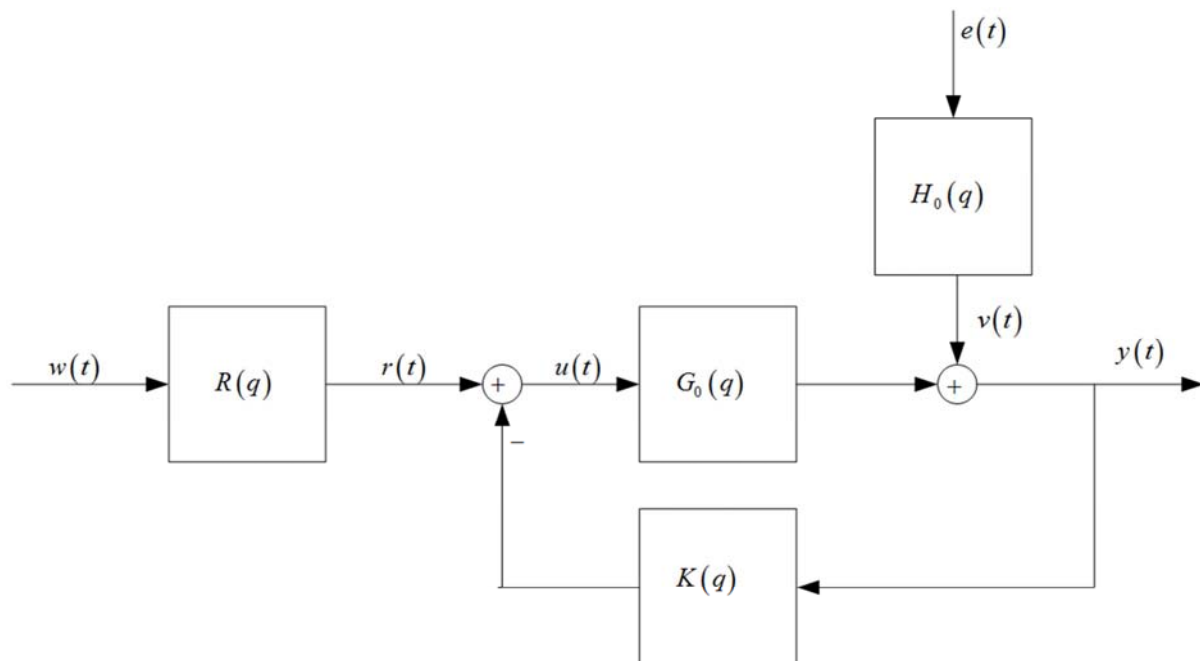 e(t)
H₀(q)
v(t)
w(t)
R(q)
r(t)
+
u(t)
G₀(q)
+
y(t)
−
K(q)